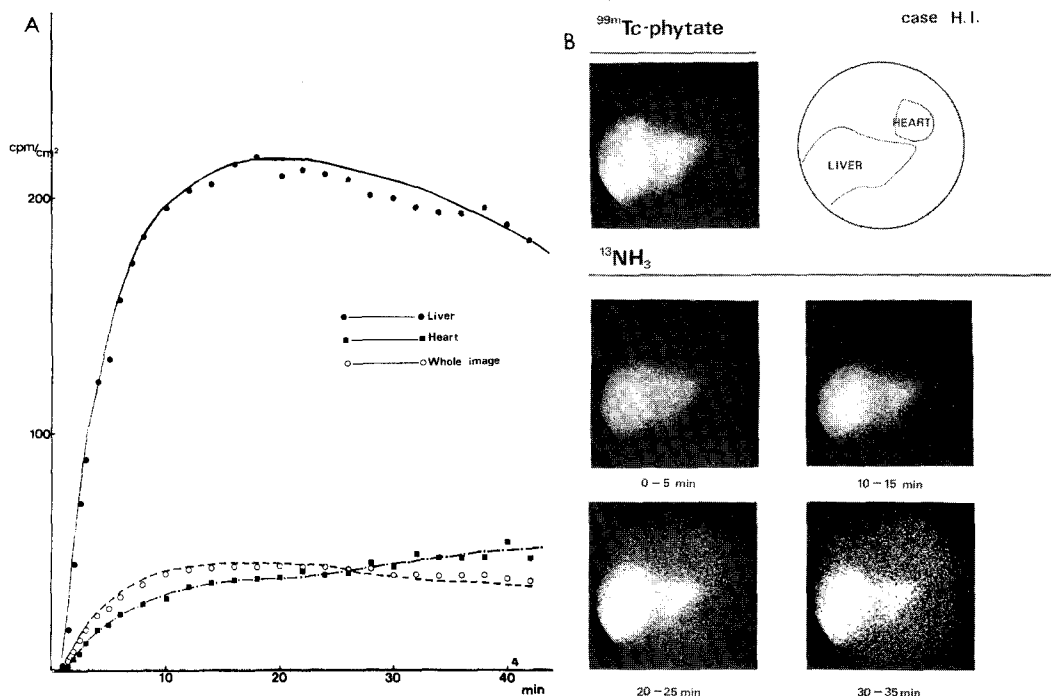 A
cpm/cm²
200
100
Liver
Heart
Whole image
10
20
30
40
4
min
B
99mTc-phytate
case H. I.
HEART
LIVER
13NH3
0-5 min
10-15 min
20-25 min
30-35 min